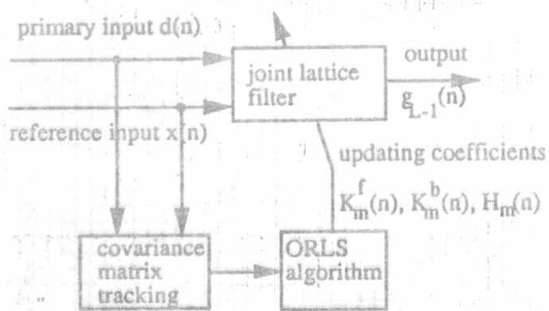 primary input d(n)
output
joint lattice
filter
g_{L-1}(n)
reference input x(n)
updating coefficients
K_m^f(n), K_m^b(n), H_m(n)
covariance
matrix
tracking
ORLS
algorithm